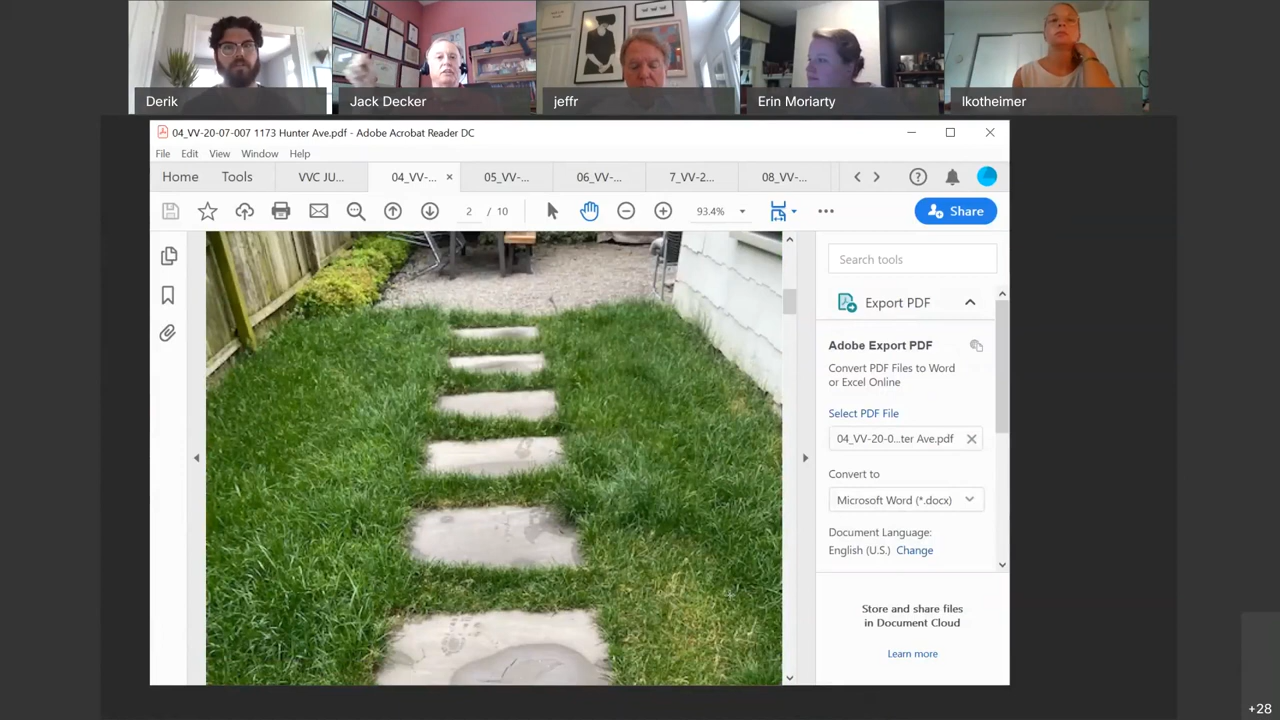 Derik
Jack Decker
jeffr
Erin Moriarty
lkotheimer
04_VV-20-07-007 1173 Hunter Ave.pdf - Adobe Acrobat Reader DC
File Edit View Window Help
Home Tools VVC JU... 04_VV-... 05_VV-... 06_VV-... 7_VV-2... 08_VV-...
2 / 10 93.4% Share
Search tools
Export PDF
Adobe Export PDF
Convert PDF Files to Word
or Excel Online
Select PDF File
04_VV-20-0...ter Ave.pdf
Convert to
Microsoft Word (*.docx)
Document Language:
English (U.S.) Change
Store and share files
in Document Cloud
Learn more
+28